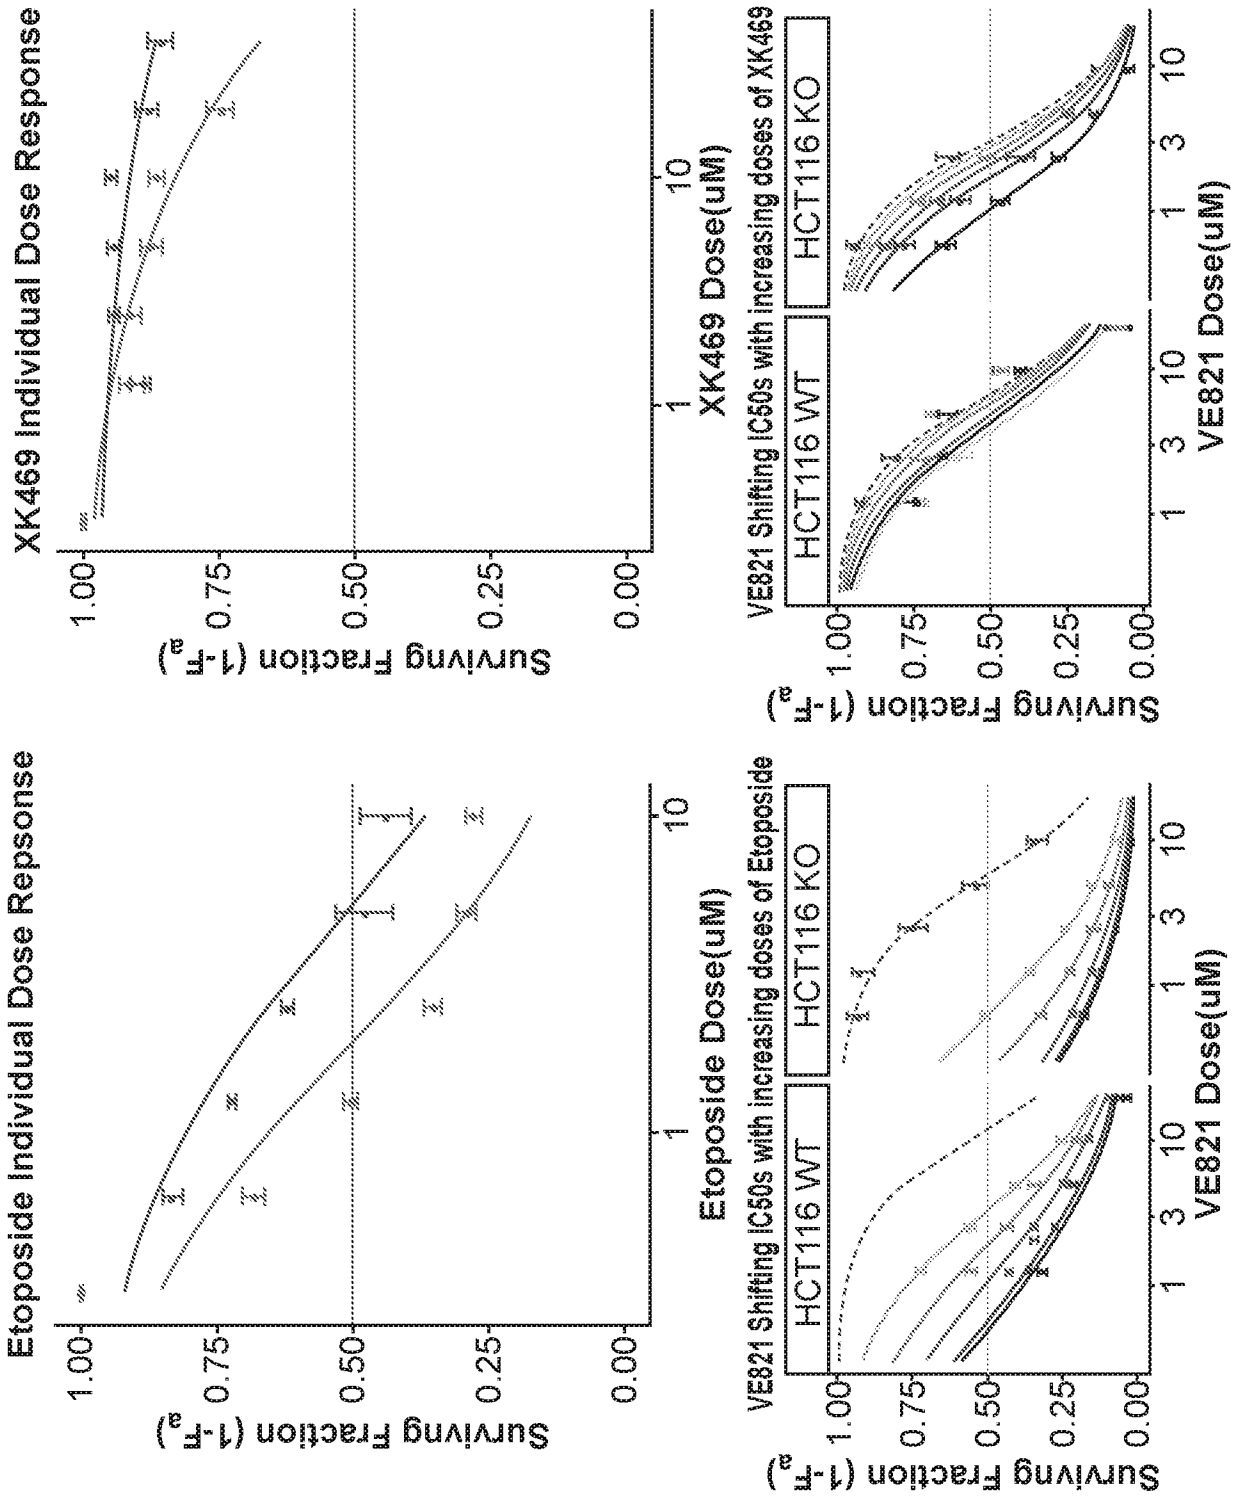 Etoposide Individual Dose Repsonse
1.00
0.75
0.50
0.25
0.00
Survivng Fraction (1-Fa)
1
10
Etoposide Dose(uM)
XK469 Individual Dose Response
1.00
0.75
0.50
0.25
0.00
Survivng Fraction (1-Fa)
1
10
XK469 Dose(uM)
VE821 Shifting IC50s with increasing doses of Etoposide
HCT116 WT
HCT116 KO
1.00
0.75
0.50
0.25
0.00
Survivng Fraction (1-Fa)
1
3
10
1
3
10
VE821 Dose(uM)
VE821 Shifting IC50s with increasing doses of XK469
HCT116 WT
HCT116 KO
1.00
0.75
0.50
0.25
0.00
Survivng Fraction (1-Fa)
1
3
10
1
3
10
VE821 Dose(uM)